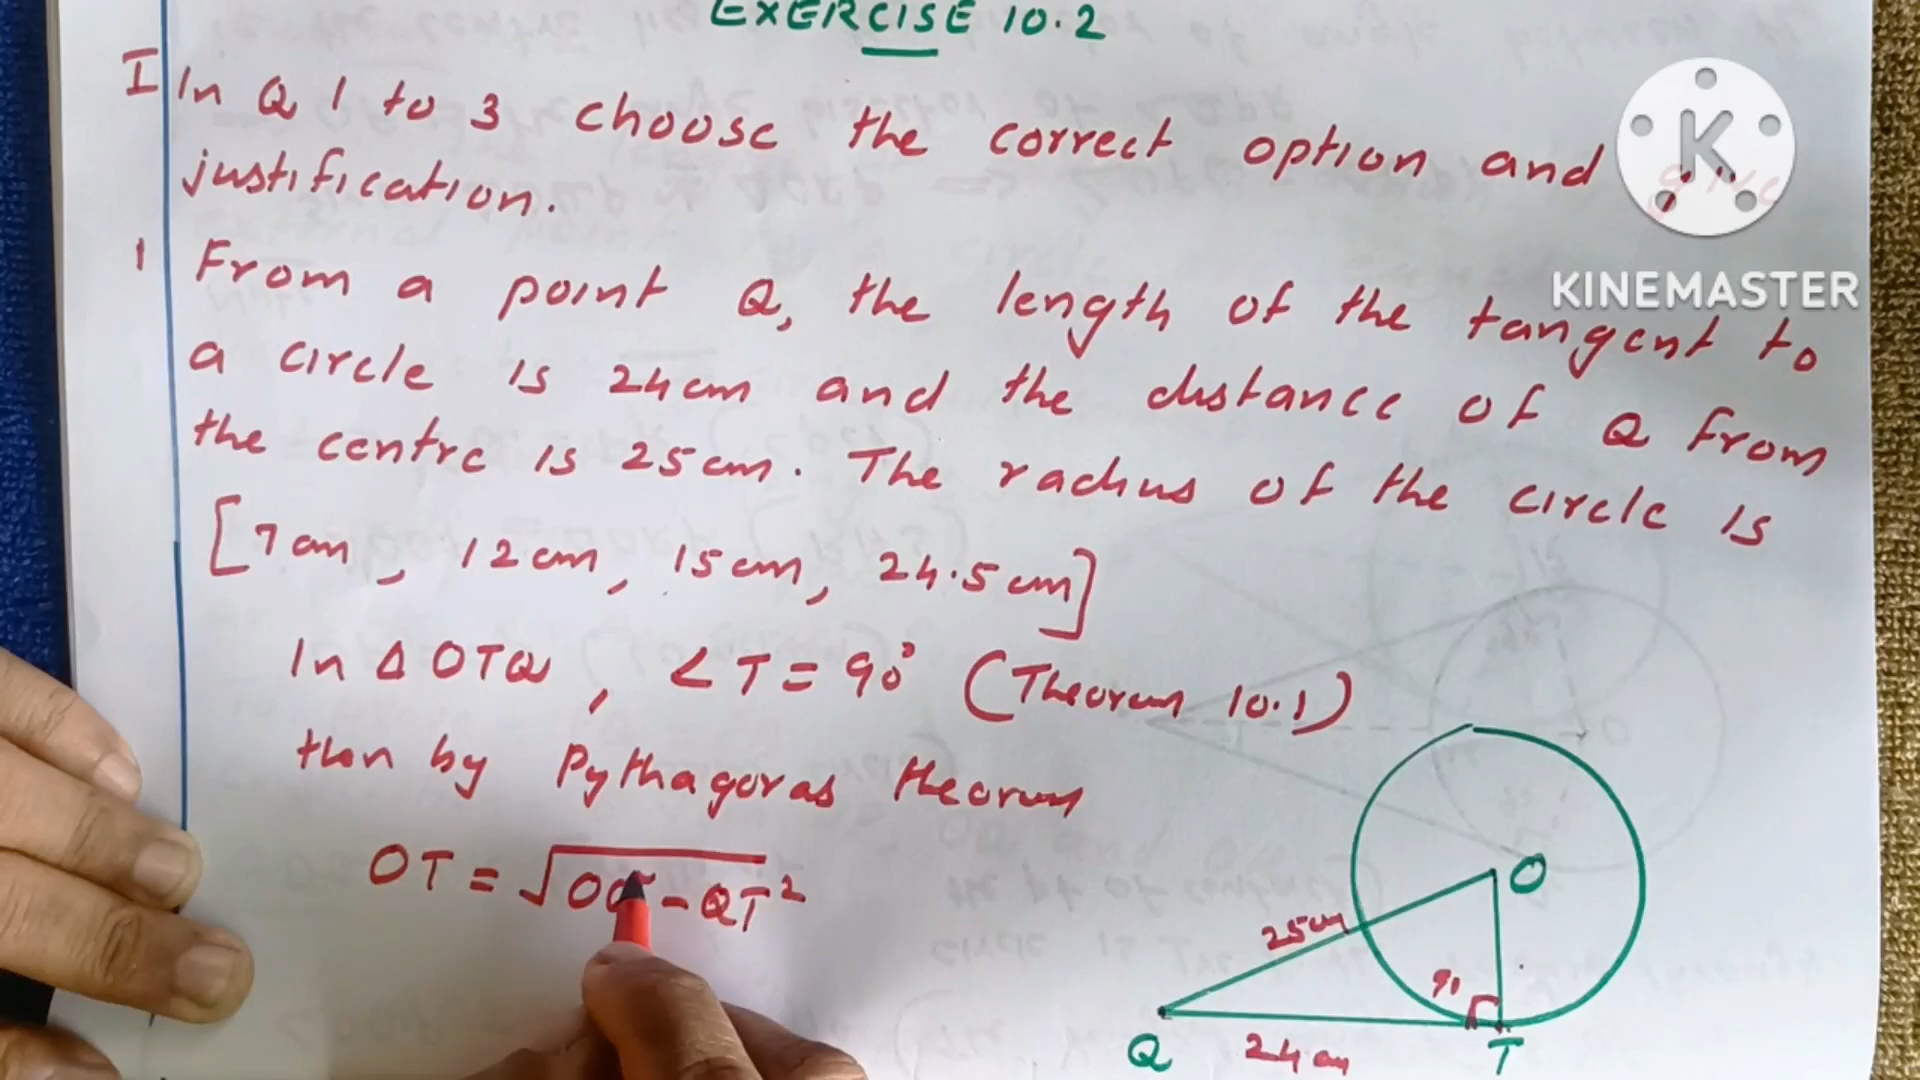 EXERCISE 10.2
I In Q 1 to 3 choose the correct option and give
justification.
1 From a point Q, the length of the tangent to
a circle is 24cm and the distance of Q from
the centre is 25cm. The radius of the circle is
[7cm, 12cm, 15cm, 24.5cm]
In Δ OTQ, ∠T = 90° (Theorem 10.1)
then by Pythagoras theorem
OT = √OQ - QT²
O
25cm
90
Q
24cm
T
K
KINEMASTER